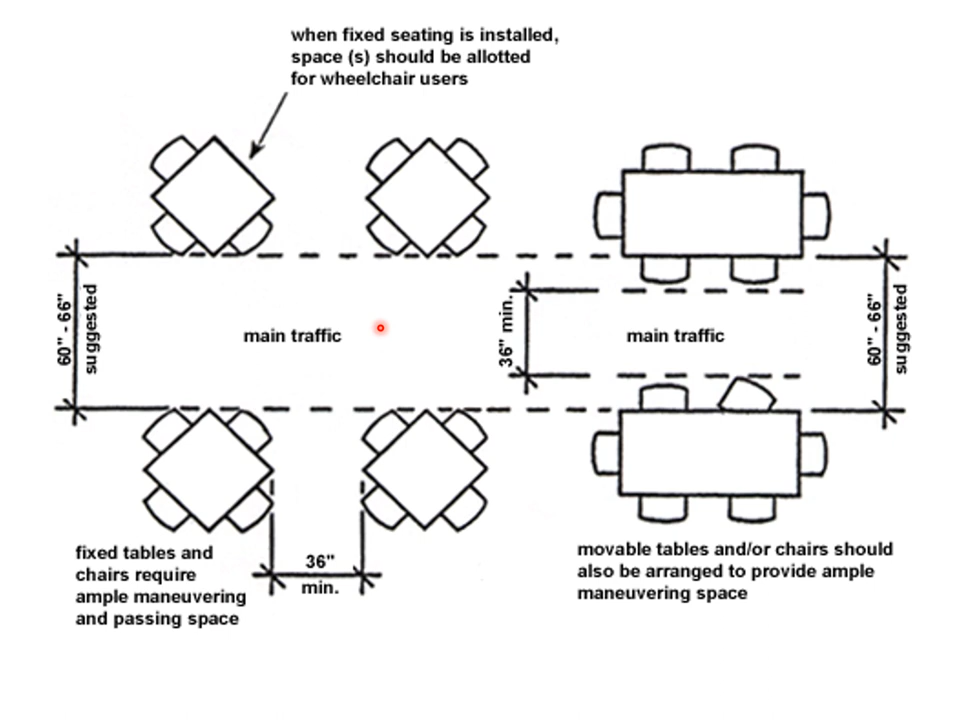 when fixed seating is installed,
space (s) should be allotted
for wheelchair users
60" - 66"
suggested
main traffic
36" min.
main traffic
60" - 66"
suggested
fixed tables and
chairs require
ample maneuvering
and passing space
36"
min.
movable tables and/or chairs should
also be arranged to provide ample
maneuvering space